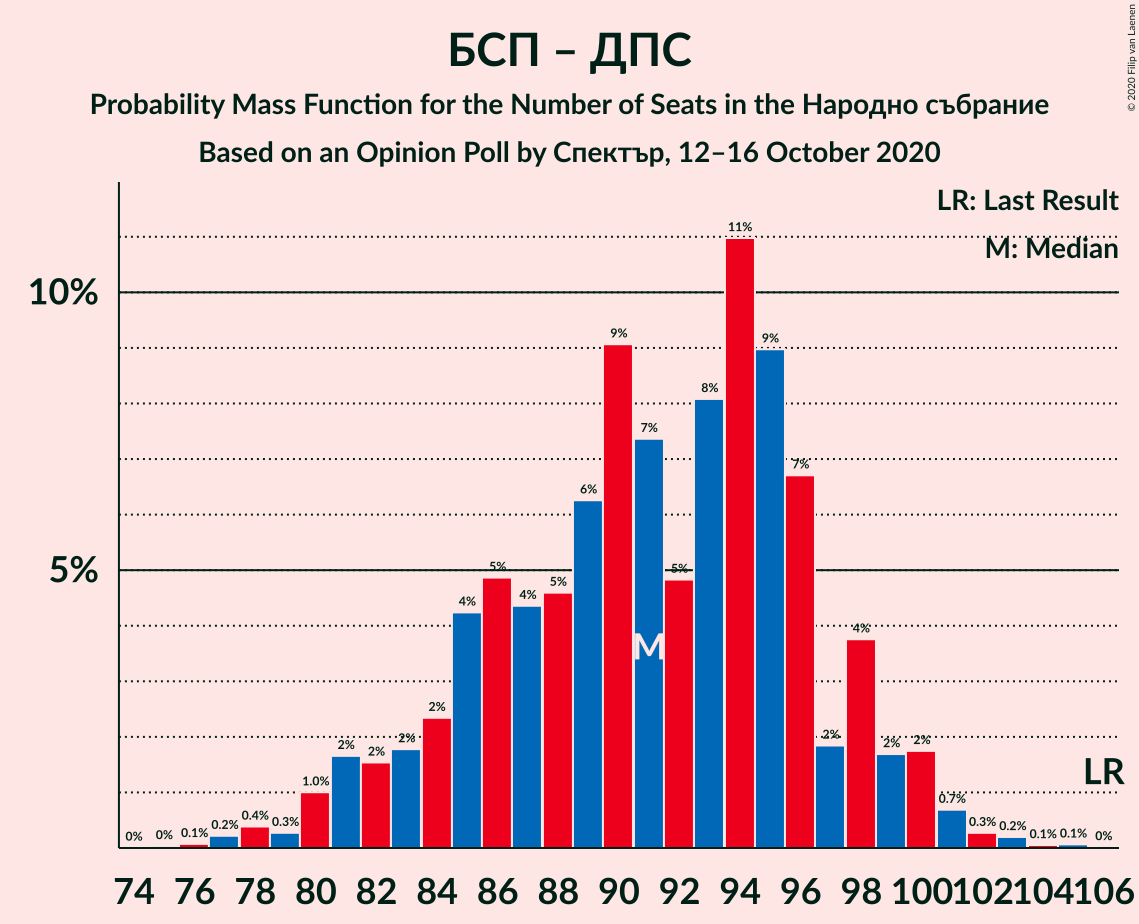 БСП – ДПС
Probability Mass Function for the Number of Seats in the Народно събрание
Based on an Opinion Poll by Спектър, 12–16 October 2020
© 2020 Filip van Laenen
LR: Last Result
M: Median
10%
5%
0% 0% 0.1% 0.2% 0.4% 0.3% 1.0% 2% 2% 2% 2% 4% 5% 4% 5% 6% 9% 7% 5% 8% 11% 9% 7% 2% 4% 2% 2% 0.7% 0.3% 0.2% 0.1% 0.1% 0%
M
LR
74 76 78 80 82 84 86 88 90 92 94 96 98 100 102 104 106